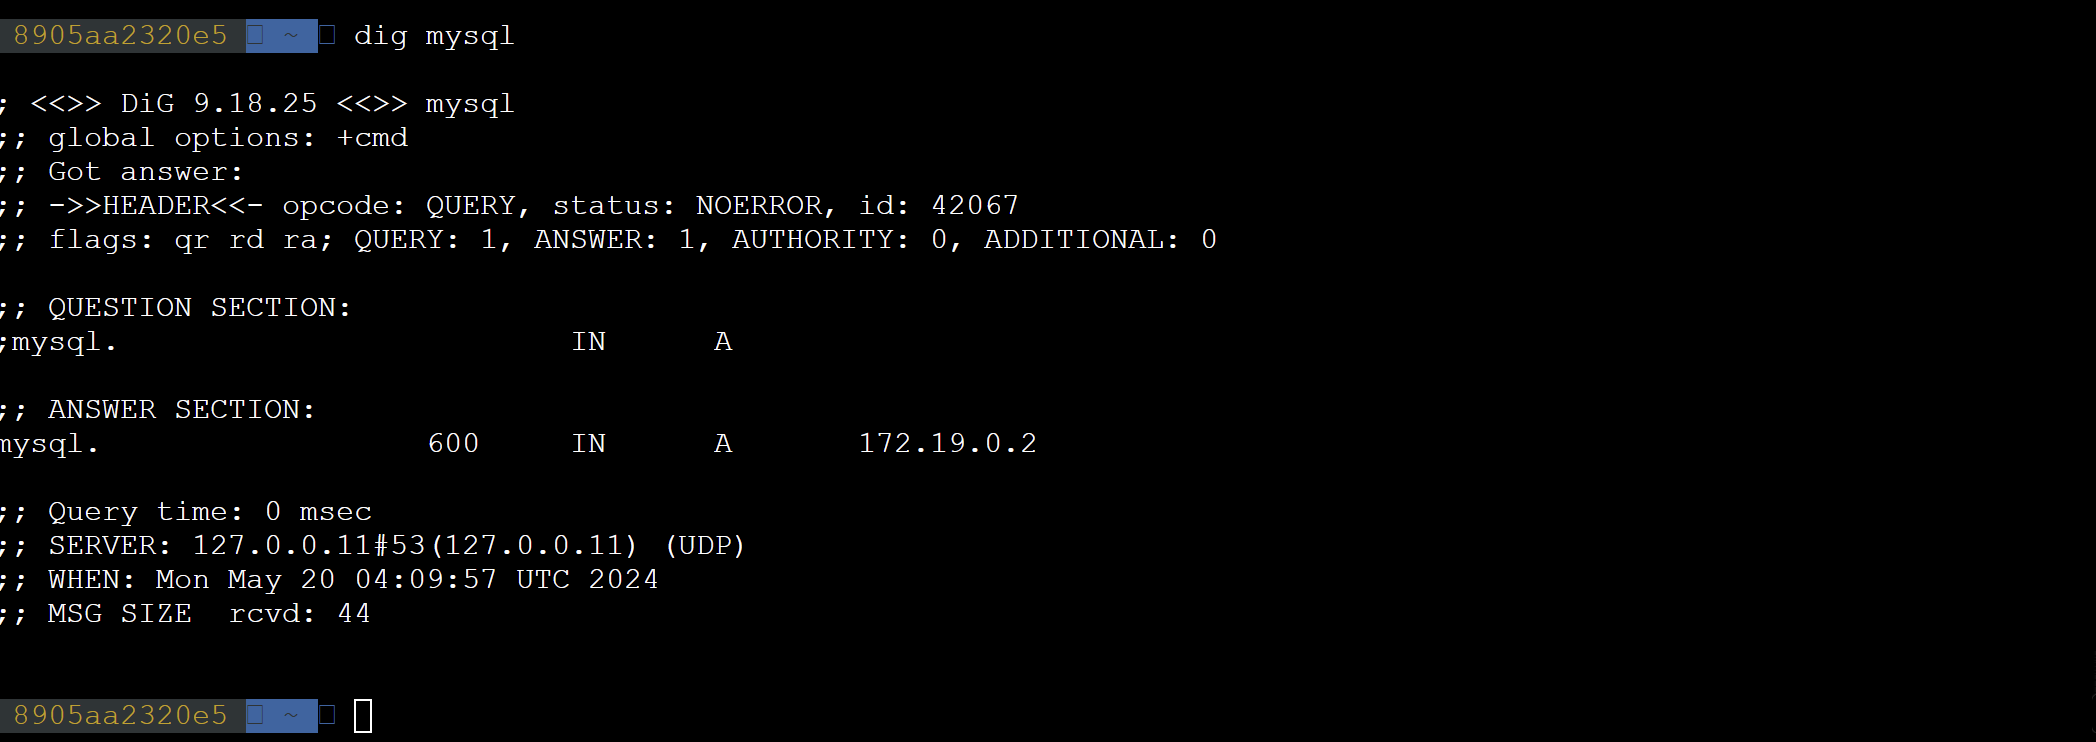 8905aa2320e5 ~ dig mysql
; <<>> DiG 9.18.25 <<>> mysql
;; global options: +cmd
;; Got answer:
;; ->>HEADER<<- opcode: QUERY, status: NOERROR, id: 42067
;; flags: qr rd ra; QUERY: 1, ANSWER: 1, AUTHORITY: 0, ADDITIONAL: 0
;; QUESTION SECTION:
;mysql. IN A
;; ANSWER SECTION:
mysql. 600 IN A 172.19.0.2
;; Query time: 0 msec
;; SERVER: 127.0.0.11#53(127.0.0.11) (UDP)
;; WHEN: Mon May 20 04:09:57 UTC 2024
;; MSG SIZE rcvd: 44
8905aa2320e5 ~